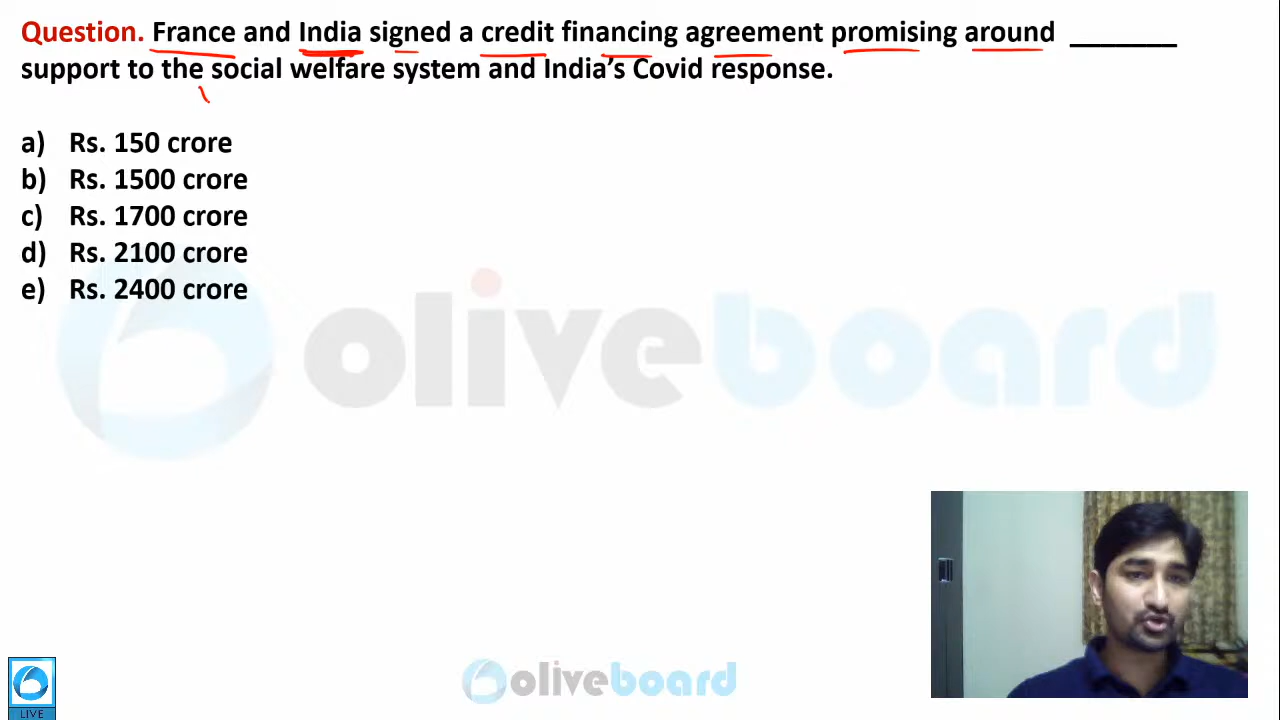 Question. France and India signed a credit financing agreement promising around ________
support to the social welfare system and India's Covid response.
a) Rs. 150 crore
b) Rs. 1500 crore
c) Rs. 1700 crore
d) Rs. 2100 crore
e) Rs. 2400 crore
oliveboard
oliveboard
LIVE